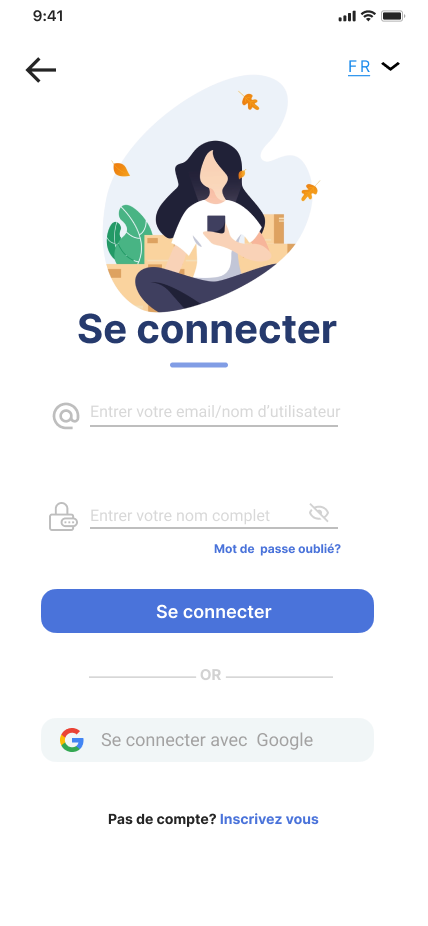 9:41
FR
Se connecter
Entrer votre email/nom d'utilisateur
Entrer votre nom complet
Mot de passe oublié?
Se connecter
OR
Se connecter avec Google
Pas de compte? Inscrivez vous